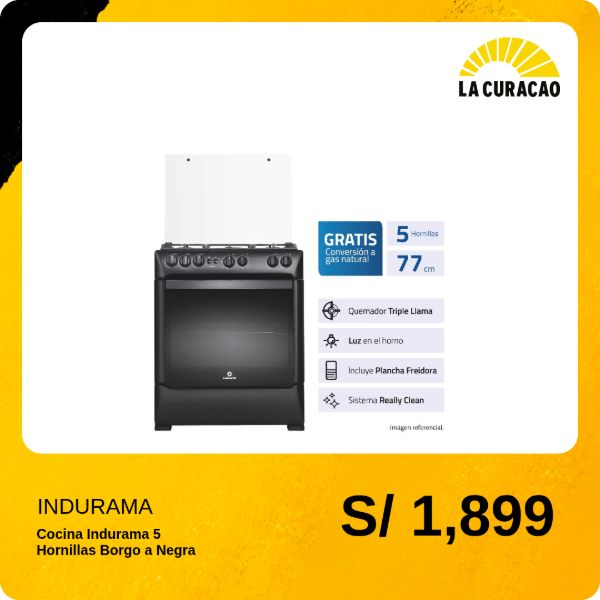 LA CURACAO
GRATIS
Conversión a
gas natural
5 Hornillas
77 cm
Quemador Triple Llama
Luz en el horno
Incluye Plancha Freidora
Sistema Really Clean
Imagen referencial.
INDURAMA
Cocina Indurama 5
Hornillas Borgo a Negra
S/ 1,899